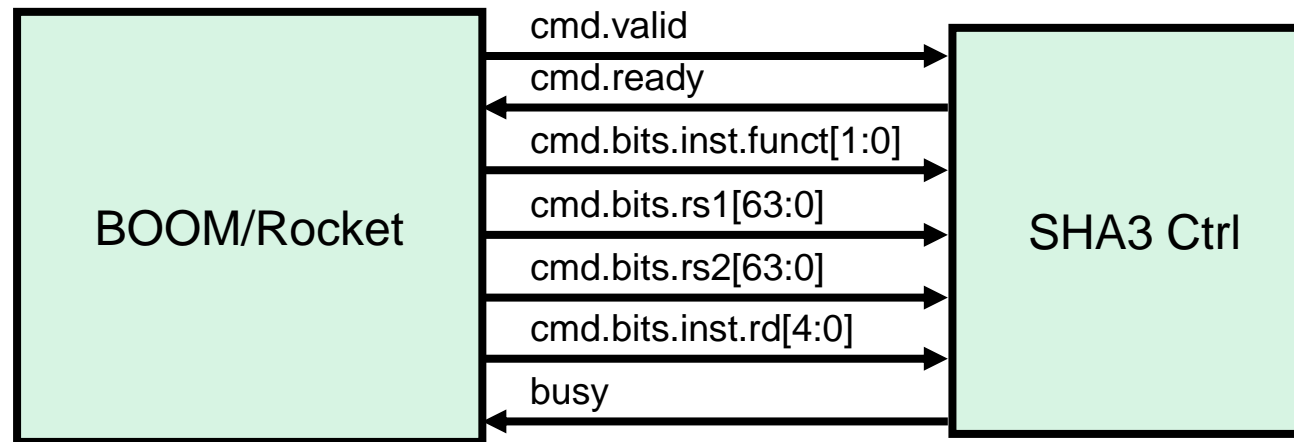 BOOM/Rocket
cmd.valid
cmd.ready
cmd.bits.inst.funct[1:0]
cmd.bits.rs1[63:0]
cmd.bits.rs2[63:0]
cmd.bits.inst.rd[4:0]
busy
SHA3 Ctrl